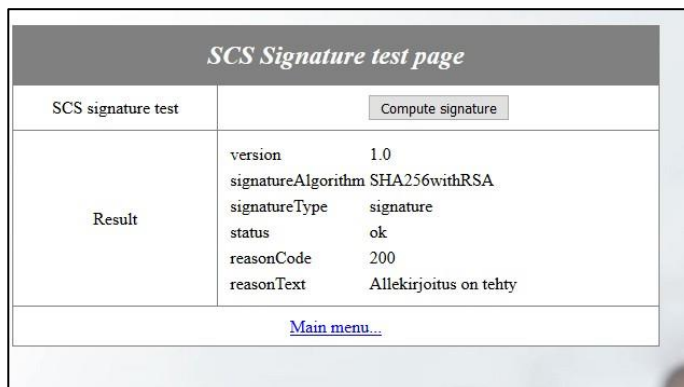 SCS Signature test page
SCS signature test Compute signature
Result
version 1.0
signatureAlgorithm SHA256withRSA
signatureType signature
status ok
reasonCode 200
reasonText Allekirjoitus on tehty
Main menu...